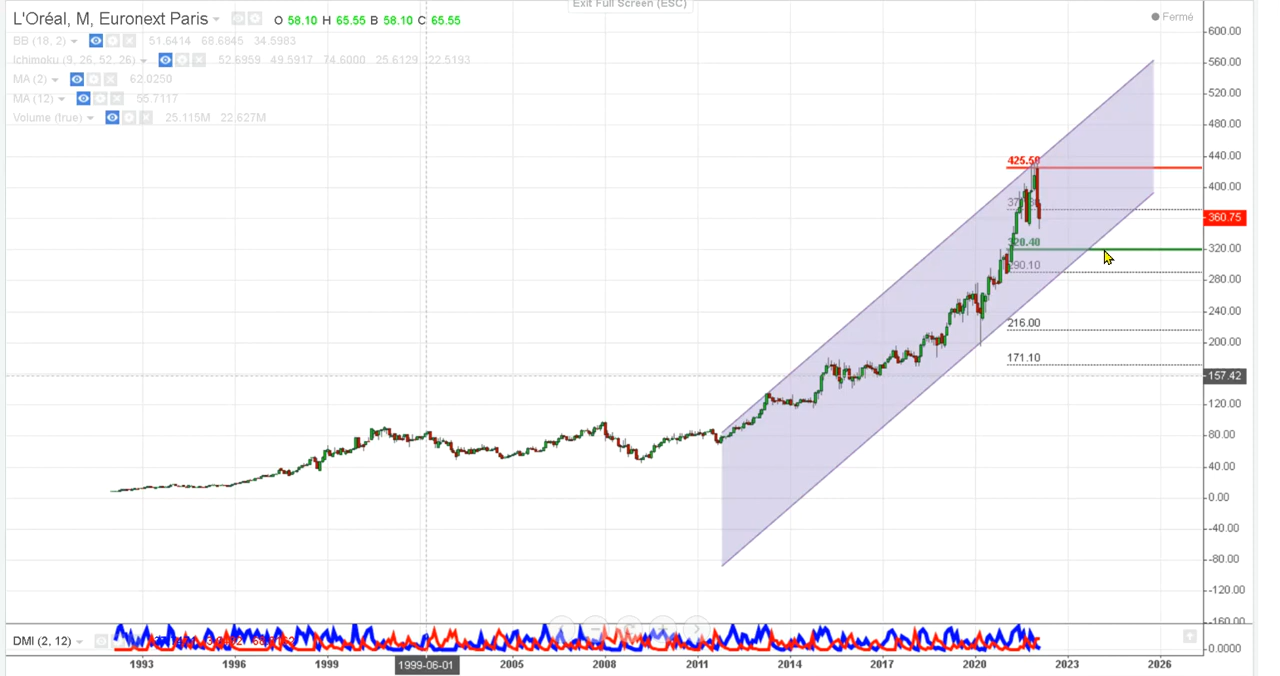 Exit Full Screen (ESC)
L'Oréal, M, Euronext Paris O 58.10 H 65.55 B 58.10 C 65.55
Fermé
BB (18, 2) 51.6414 68.6845 34.5983
Ichimoku (9, 26, 52, 26) 52.6959 49.5917 74.6000 25.6129 22.5193
MA (2) 62.0250
MA (12) 55.7117
Volume (true) 25.115M 22.627M
600.00
560.00
520.00
480.00
440.00
425.50
400.00
360.75
320.40
320.00
290.10
280.00
240.00
216.00
200.00
171.10
157.42
120.00
80.00
40.00
0.00
-40.00
-80.00
-120.00
-160.00
DMI (2, 12)
0.0000
1993 1996 1999 1999-06-01 2005 2008 2011 2014 2017 2020 2023 2026